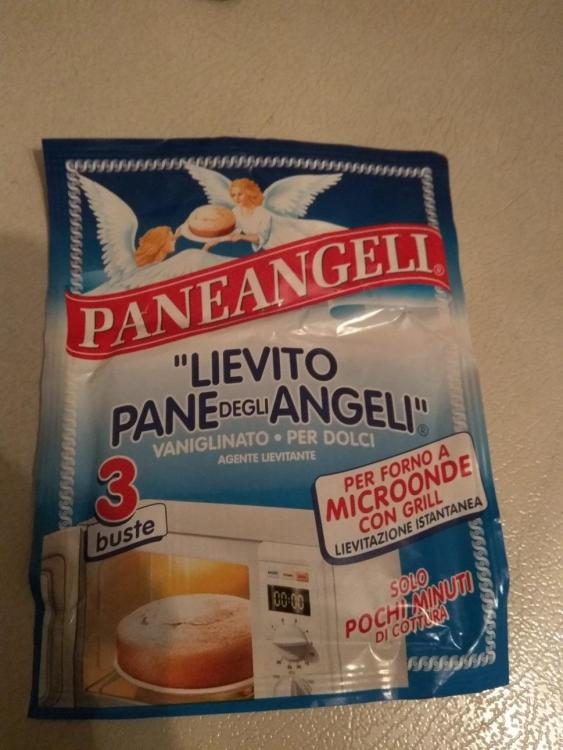 PANEANGELI®
"LIEVITO
PANE DEGLI ANGELI"®
VANIGLINATO • PER DOLCI
AGENTE LIEVITANTE
3
buste
PER FORNO A
MICROONDE
CON GRILL
LIEVITAZIONE ISTANTANEA
00:00
SOLO
POCHI MINUTI
DI COTTURA